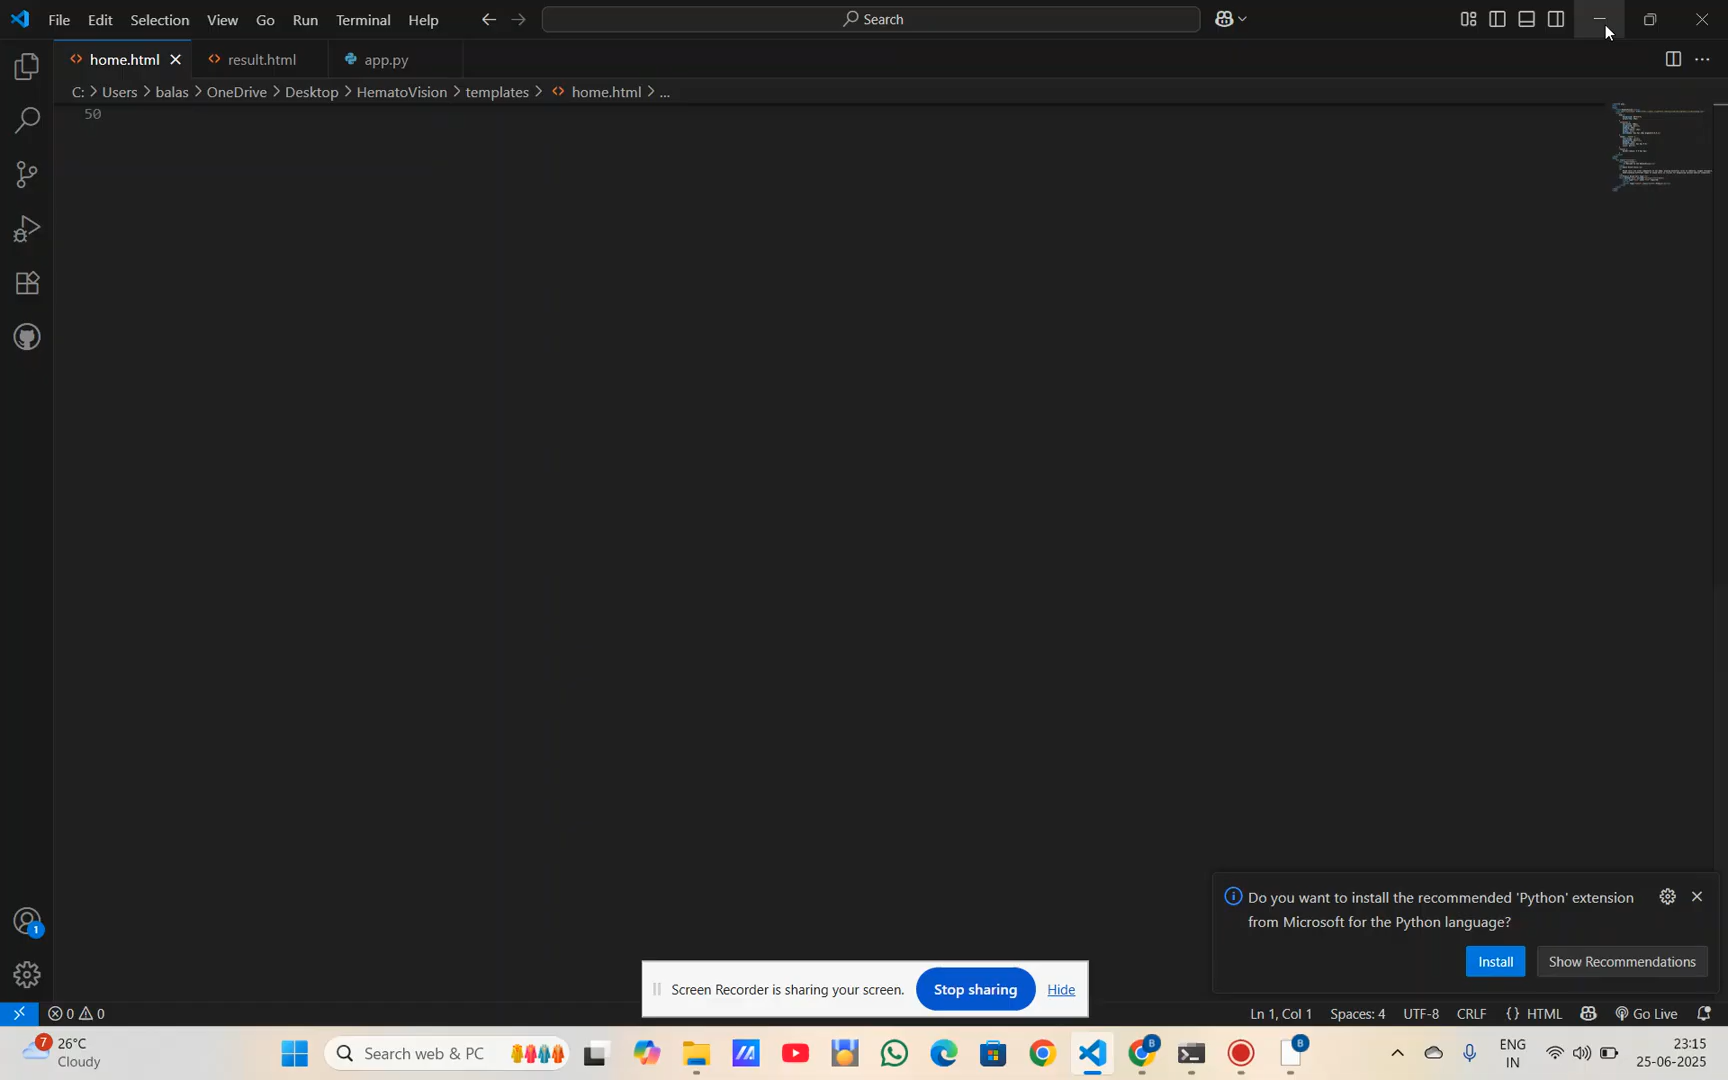 File Edit Selection View Go Run Terminal Help Search
home.html result.html app.py
C: > Users > balas > OneDrive > Desktop > HematoVision > templates > home.html > ...
50
Do you want to install the recommended 'Python' extension
from Microsoft for the Python language?
Install Show Recommendations
1
Screen Recorder is sharing your screen. Stop sharing Hide
0 0 Ln 1, Col 1 Spaces: 4 UTF-8 CRLF {} HTML Go Live
7 26°C
Cloudy
Search web & PC
B
B
ENG
IN
23:15
25-06-2025